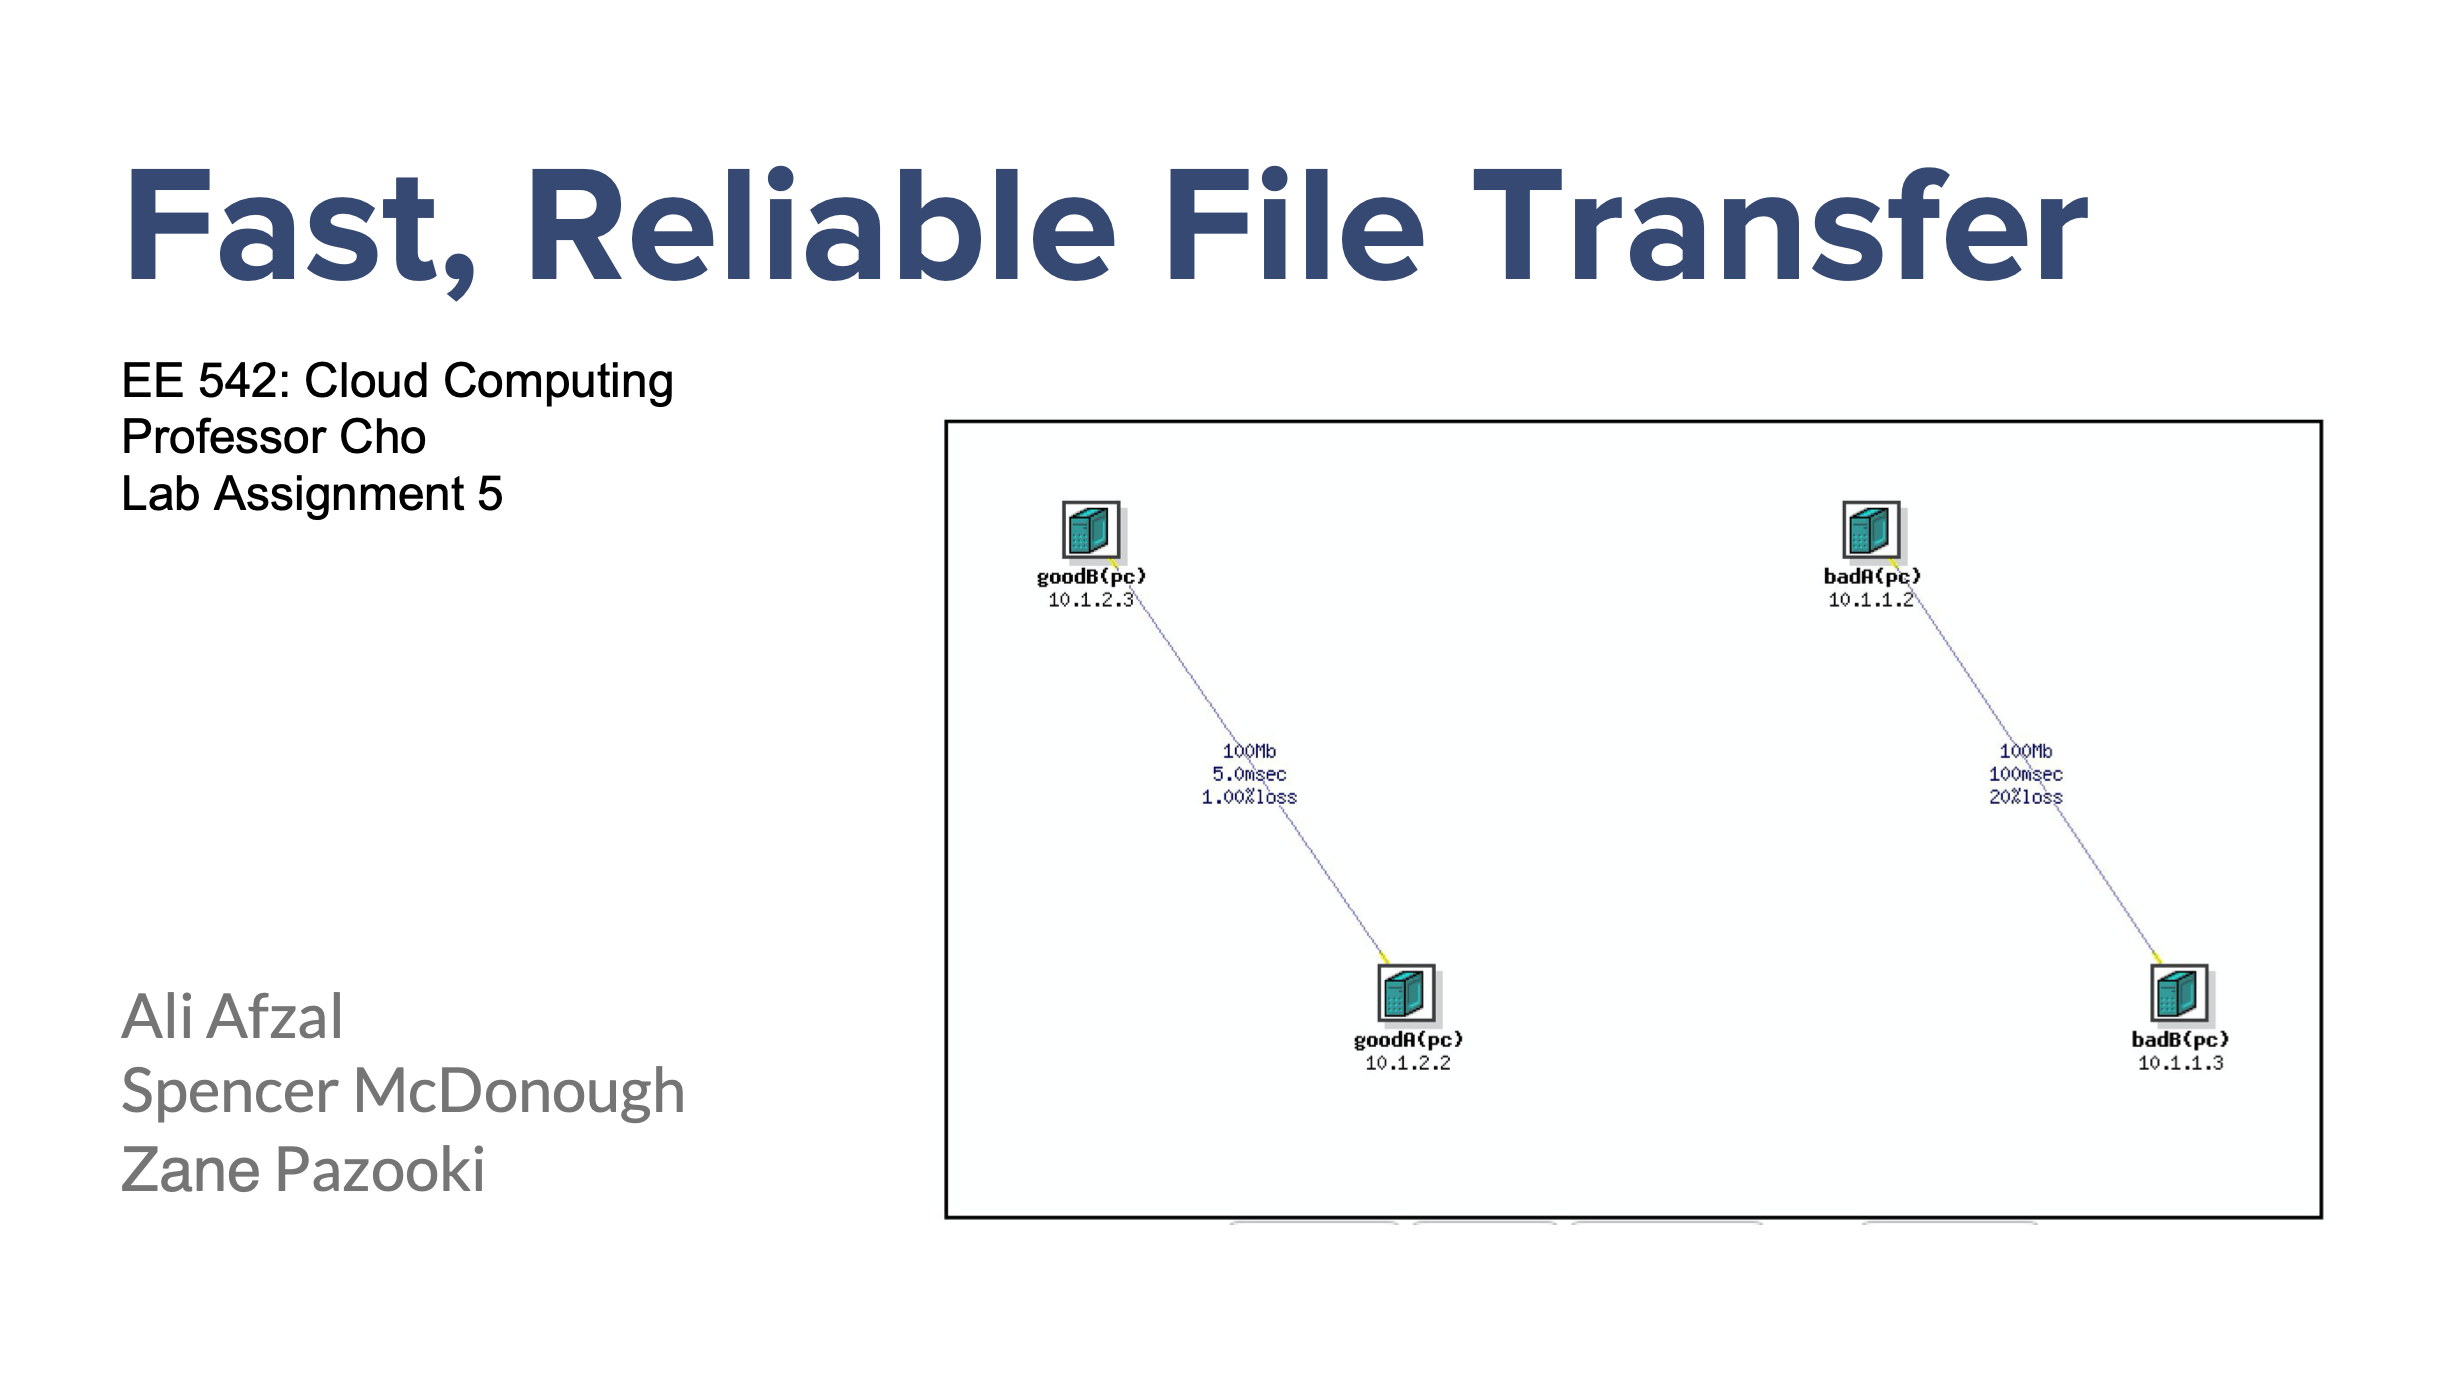 Fast, Reliable File Transfer
EE 542: Cloud Computing
Professor Cho
Lab Assignment 5
goodB(pc)
10.1.2.3
badA(pc)
10.1.1.2
100Mb
5.0msec
1.00%loss
100Mb
100msec
20%loss
goodA(pc)
10.1.2.2
badB(pc)
10.1.1.3
Ali Afzal
Spencer McDonough
Zane Pazooki